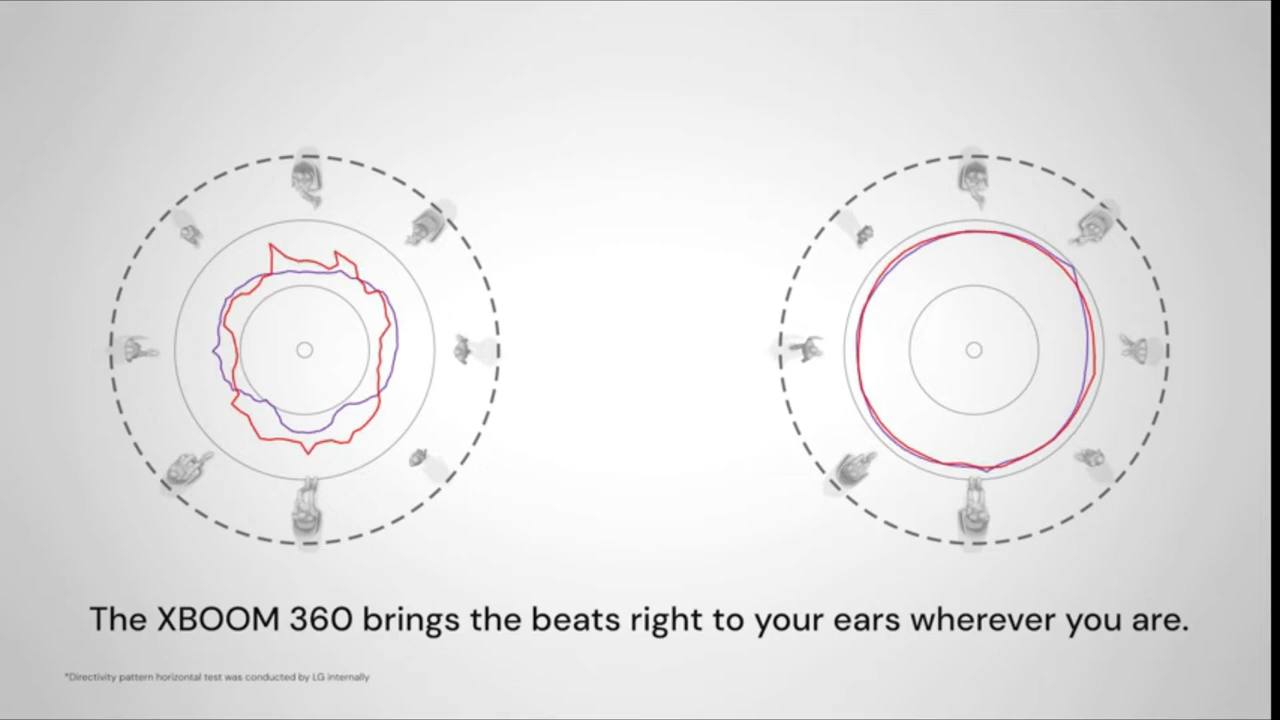 The XBOOM 360 brings the beats right to your ears wherever you are.
*Directivity pattern horizontal test was conducted by LG internally